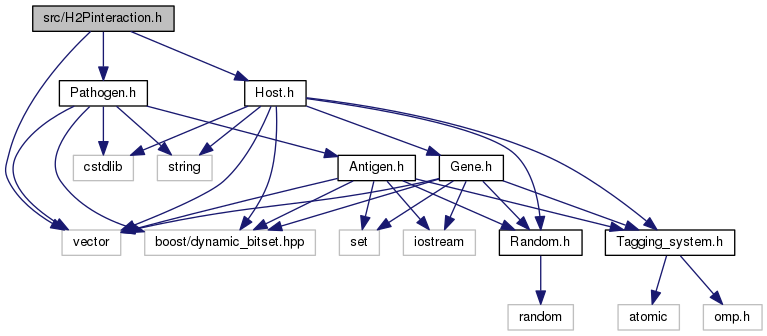 src/H2Pinteraction.h
Pathogen.h
Host.h
cstdlib
string
Antigen.h
Gene.h
vector
boost/dynamic_bitset.hpp
set
iostream
Random.h
Tagging_system.h
random
atomic
omp.h